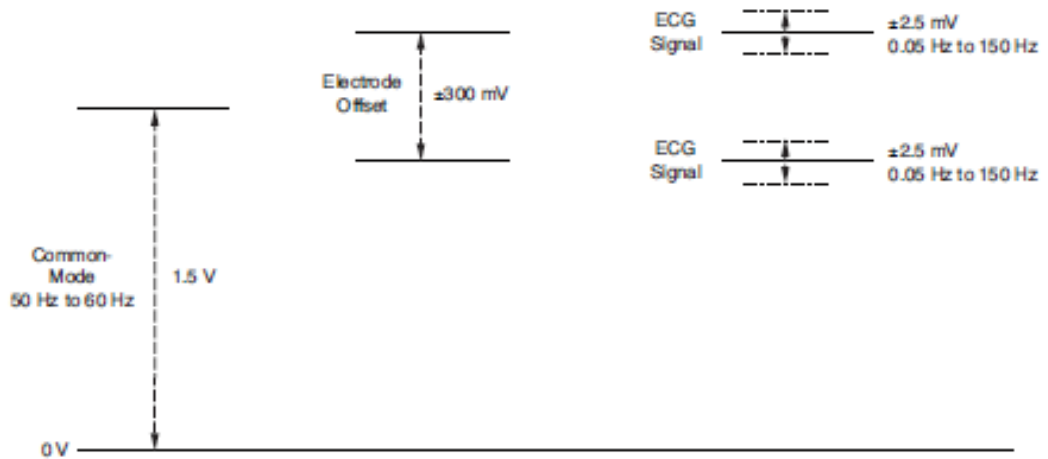 ECG
Signal
±2.5 mV
0.05 Hz to 150 Hz
Electrode
Offset
±300 mV
ECG
Signal
±2.5 mV
0.05 Hz to 150 Hz
Common-
Mode
50 Hz to 60 Hz
1.5 V
0 V